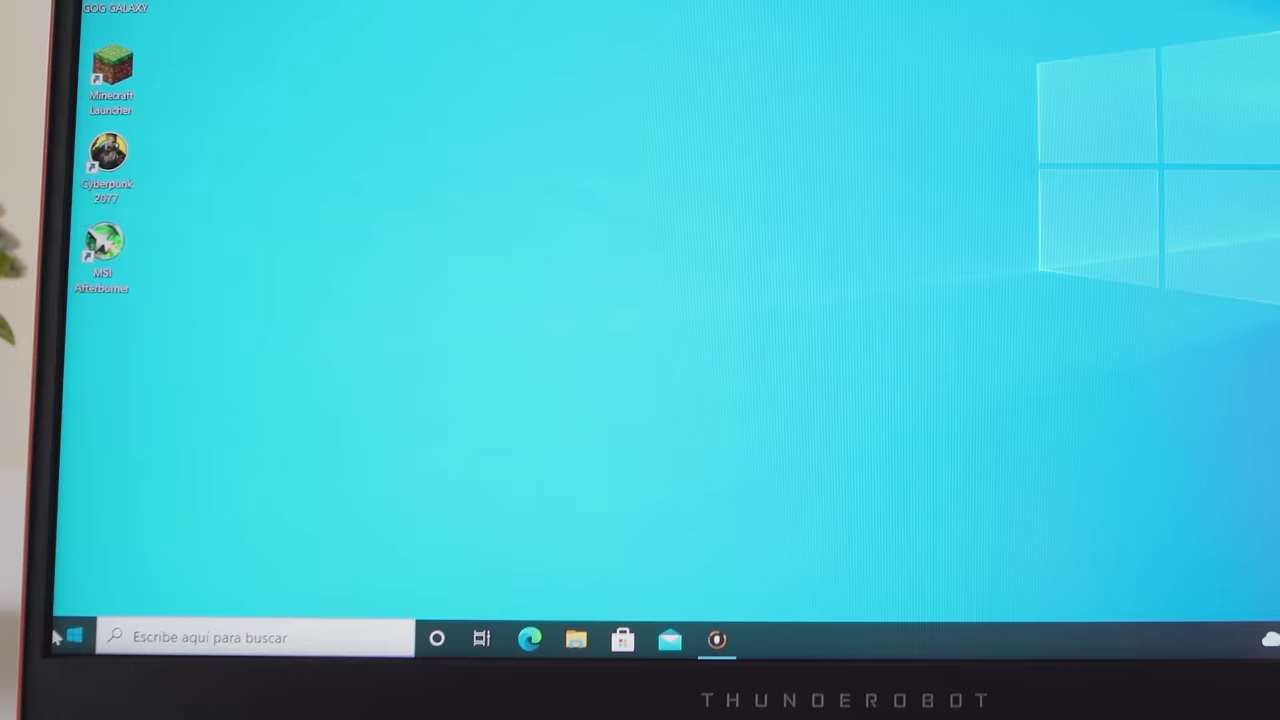 GOG GALAXY
Minecraft
Launcher
Cyberpunk
2077
MSI
Afterburner
Escribe aquí para buscar
THUNDEROBOT